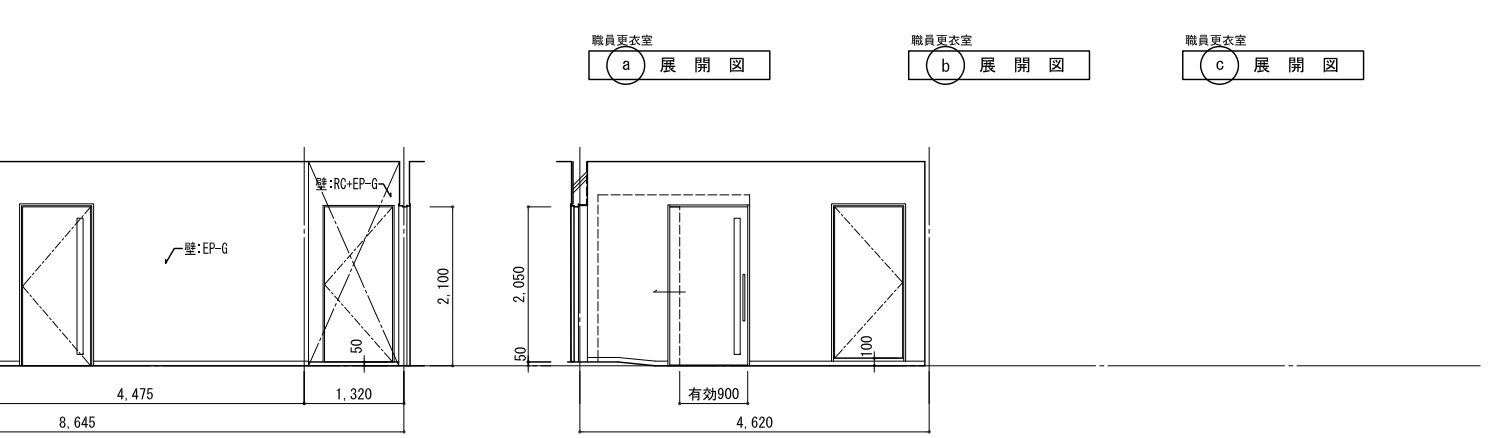 職員更衣室
a 展開図
職員更衣室
b 展開図
職員更衣室
c 展開図
壁:RC+EP-G
壁:EP-G
2,100
2,050
50
50
100
4,475
1,320
有効900
8,645
4,620